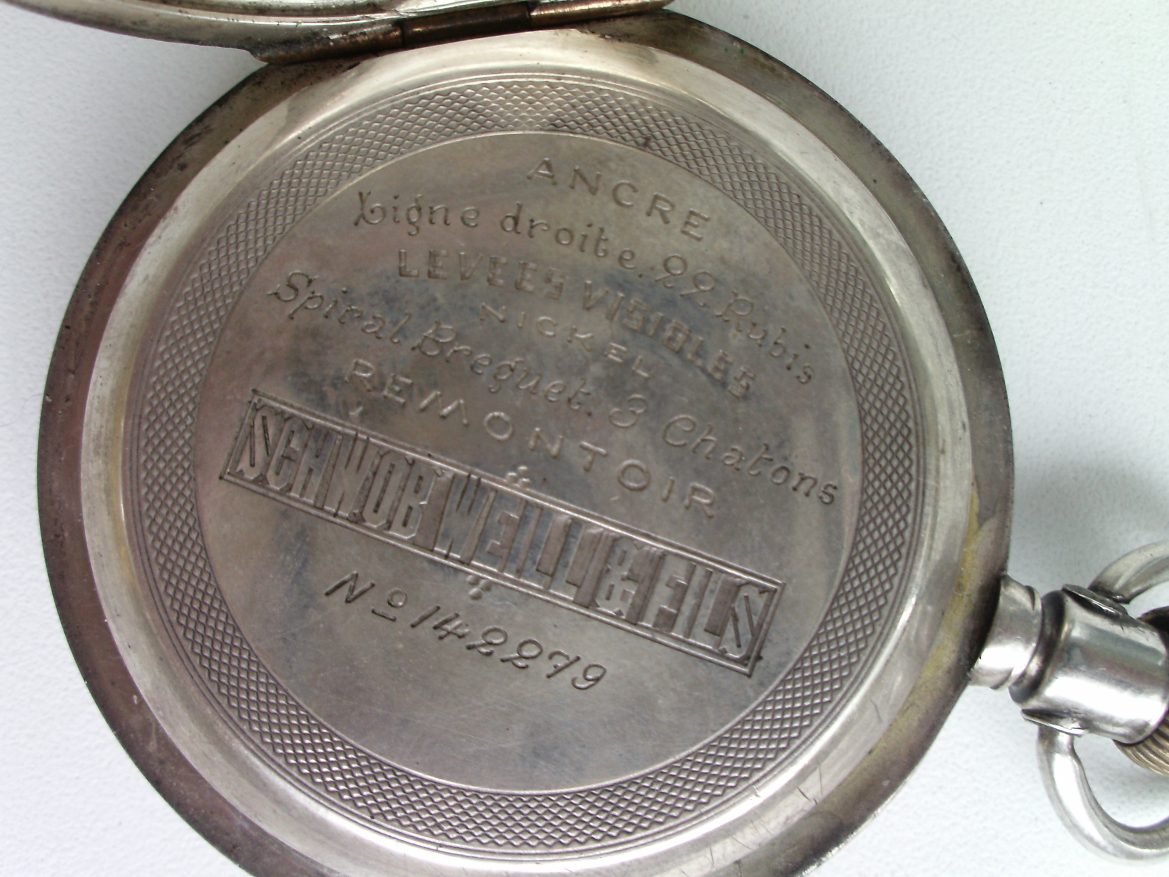 ANCRE
Ligne droite. 22 Rubis
LEVEES VISIBLES
NICKEL
Spiral Breguet. 3 Chatons
REMONTOIR
SCHWOB WEILL & FILS
No 142279